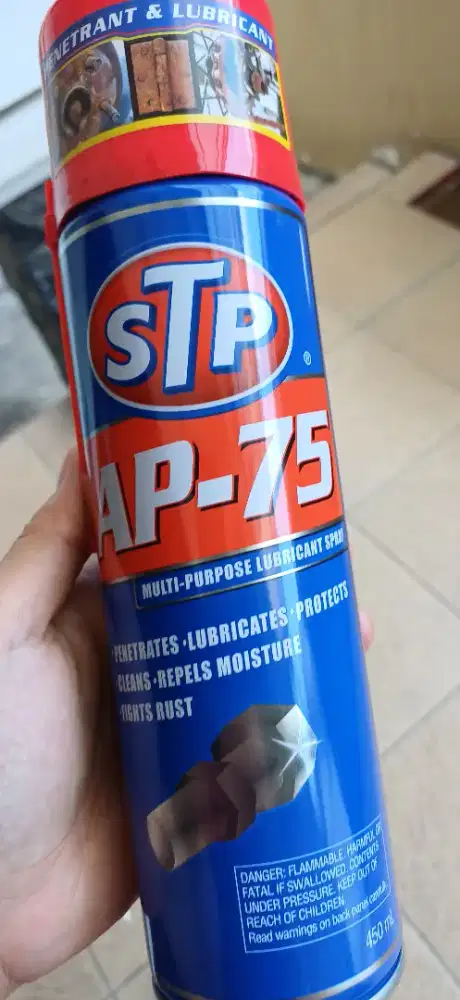 PENETRANT & LUBRICANT
STP
®
AP-75
MULTI-PURPOSE LUBRICANT SPRAY
PENETRATES·LUBRICATES·PROTECTS
·CLEANS·REPELS MOISTURE
·FIGHTS RUST
DANGER: FLAMMABLE. HARMFUL OR
FATAL IF SWALLOWED. CONTENTS
UNDER PRESSURE. KEEP OUT OF
REACH OF CHILDREN.
Read warnings on back panel carefully.
450 mL